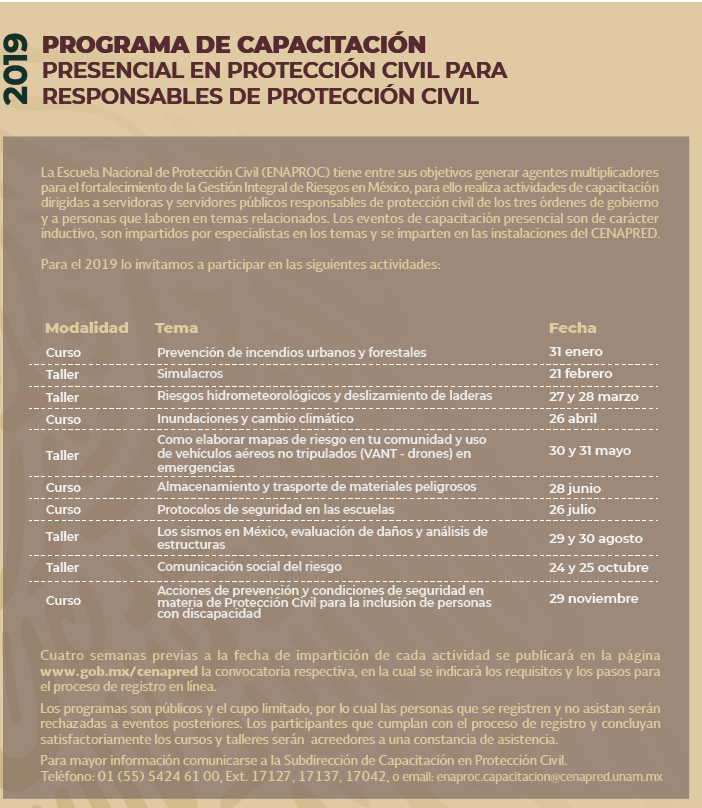 2019
PROGRAMA DE CAPACITACIÓN
PRESENCIAL EN PROTECCIÓN CIVIL PARA
RESPONSABLES DE PROTECCIÓN CIVIL
La Escuela Nacional de Protección Civil (ENAPROC) tiene entre sus objetivos generar agentes multiplicadores
para el fortalecimiento de la Gestión Integral de Riesgos en México, para ello realiza actividades de capacitación
dirigidas a servidoras y servidores públicos responsables de protección civil de los tres órdenes de gobierno
y a personas que laboren en temas relacionados. Los eventos de capacitación presencial son de carácter
inductivo, son impartidos por especialistas en los temas y se imparten en las instalaciones del CENAPRED.
Para el 2019 lo invitamos a participar en las siguientes actividades:
Modalidad Tema Fecha
Curso Prevención de incendios urbanos y forestales 31 enero
Taller Simulacros 21 febrero
Taller Riesgos hidrometeorológicos y deslizamiento de laderas 27 y 28 marzo
Curso Inundaciones y cambio climático 26 abril
Taller Como elaborar mapas de riesgo en tu comunidad y uso
de vehículos aéreos no tripulados (VANT - drones) en
emergencias 30 y 31 mayo
Curso Almacenamiento y trasporte de materiales peligrosos 28 junio
Curso Protocolos de seguridad en las escuelas 26 julio
Taller Los sismos en México, evaluación de daños y análisis de
estructuras 29 y 30 agosto
Taller Comunicación social del riesgo 24 y 25 octubre
Curso Acciones de prevención y condiciones de seguridad en
materia de Protección Civil para la inclusión de personas
con discapacidad 29 noviembre
Cuatro semanas previas a la fecha de impartición de cada actividad se publicará en la página
www.gob.mx/cenapred la convocatoria respectiva, en la cual se indicará los requisitos y los pasos para
el proceso de registro en línea.
Los programas son públicos y el cupo limitado, por lo cual las personas que se registren y no asistan serán
rechazadas a eventos posteriores. Los participantes que cumplan con el proceso de registro y concluyan
satisfactoriamente los cursos y talleres serán acreedores a una constancia de asistencia.
Para mayor información comunicarse a la Subdirección de Capacitación en Protección Civil.
Teléfono: 01 (55) 5424 61 00, Ext. 17127, 17137, 17042, o email: enaproc.capacitacion@cenapred.unam.mx